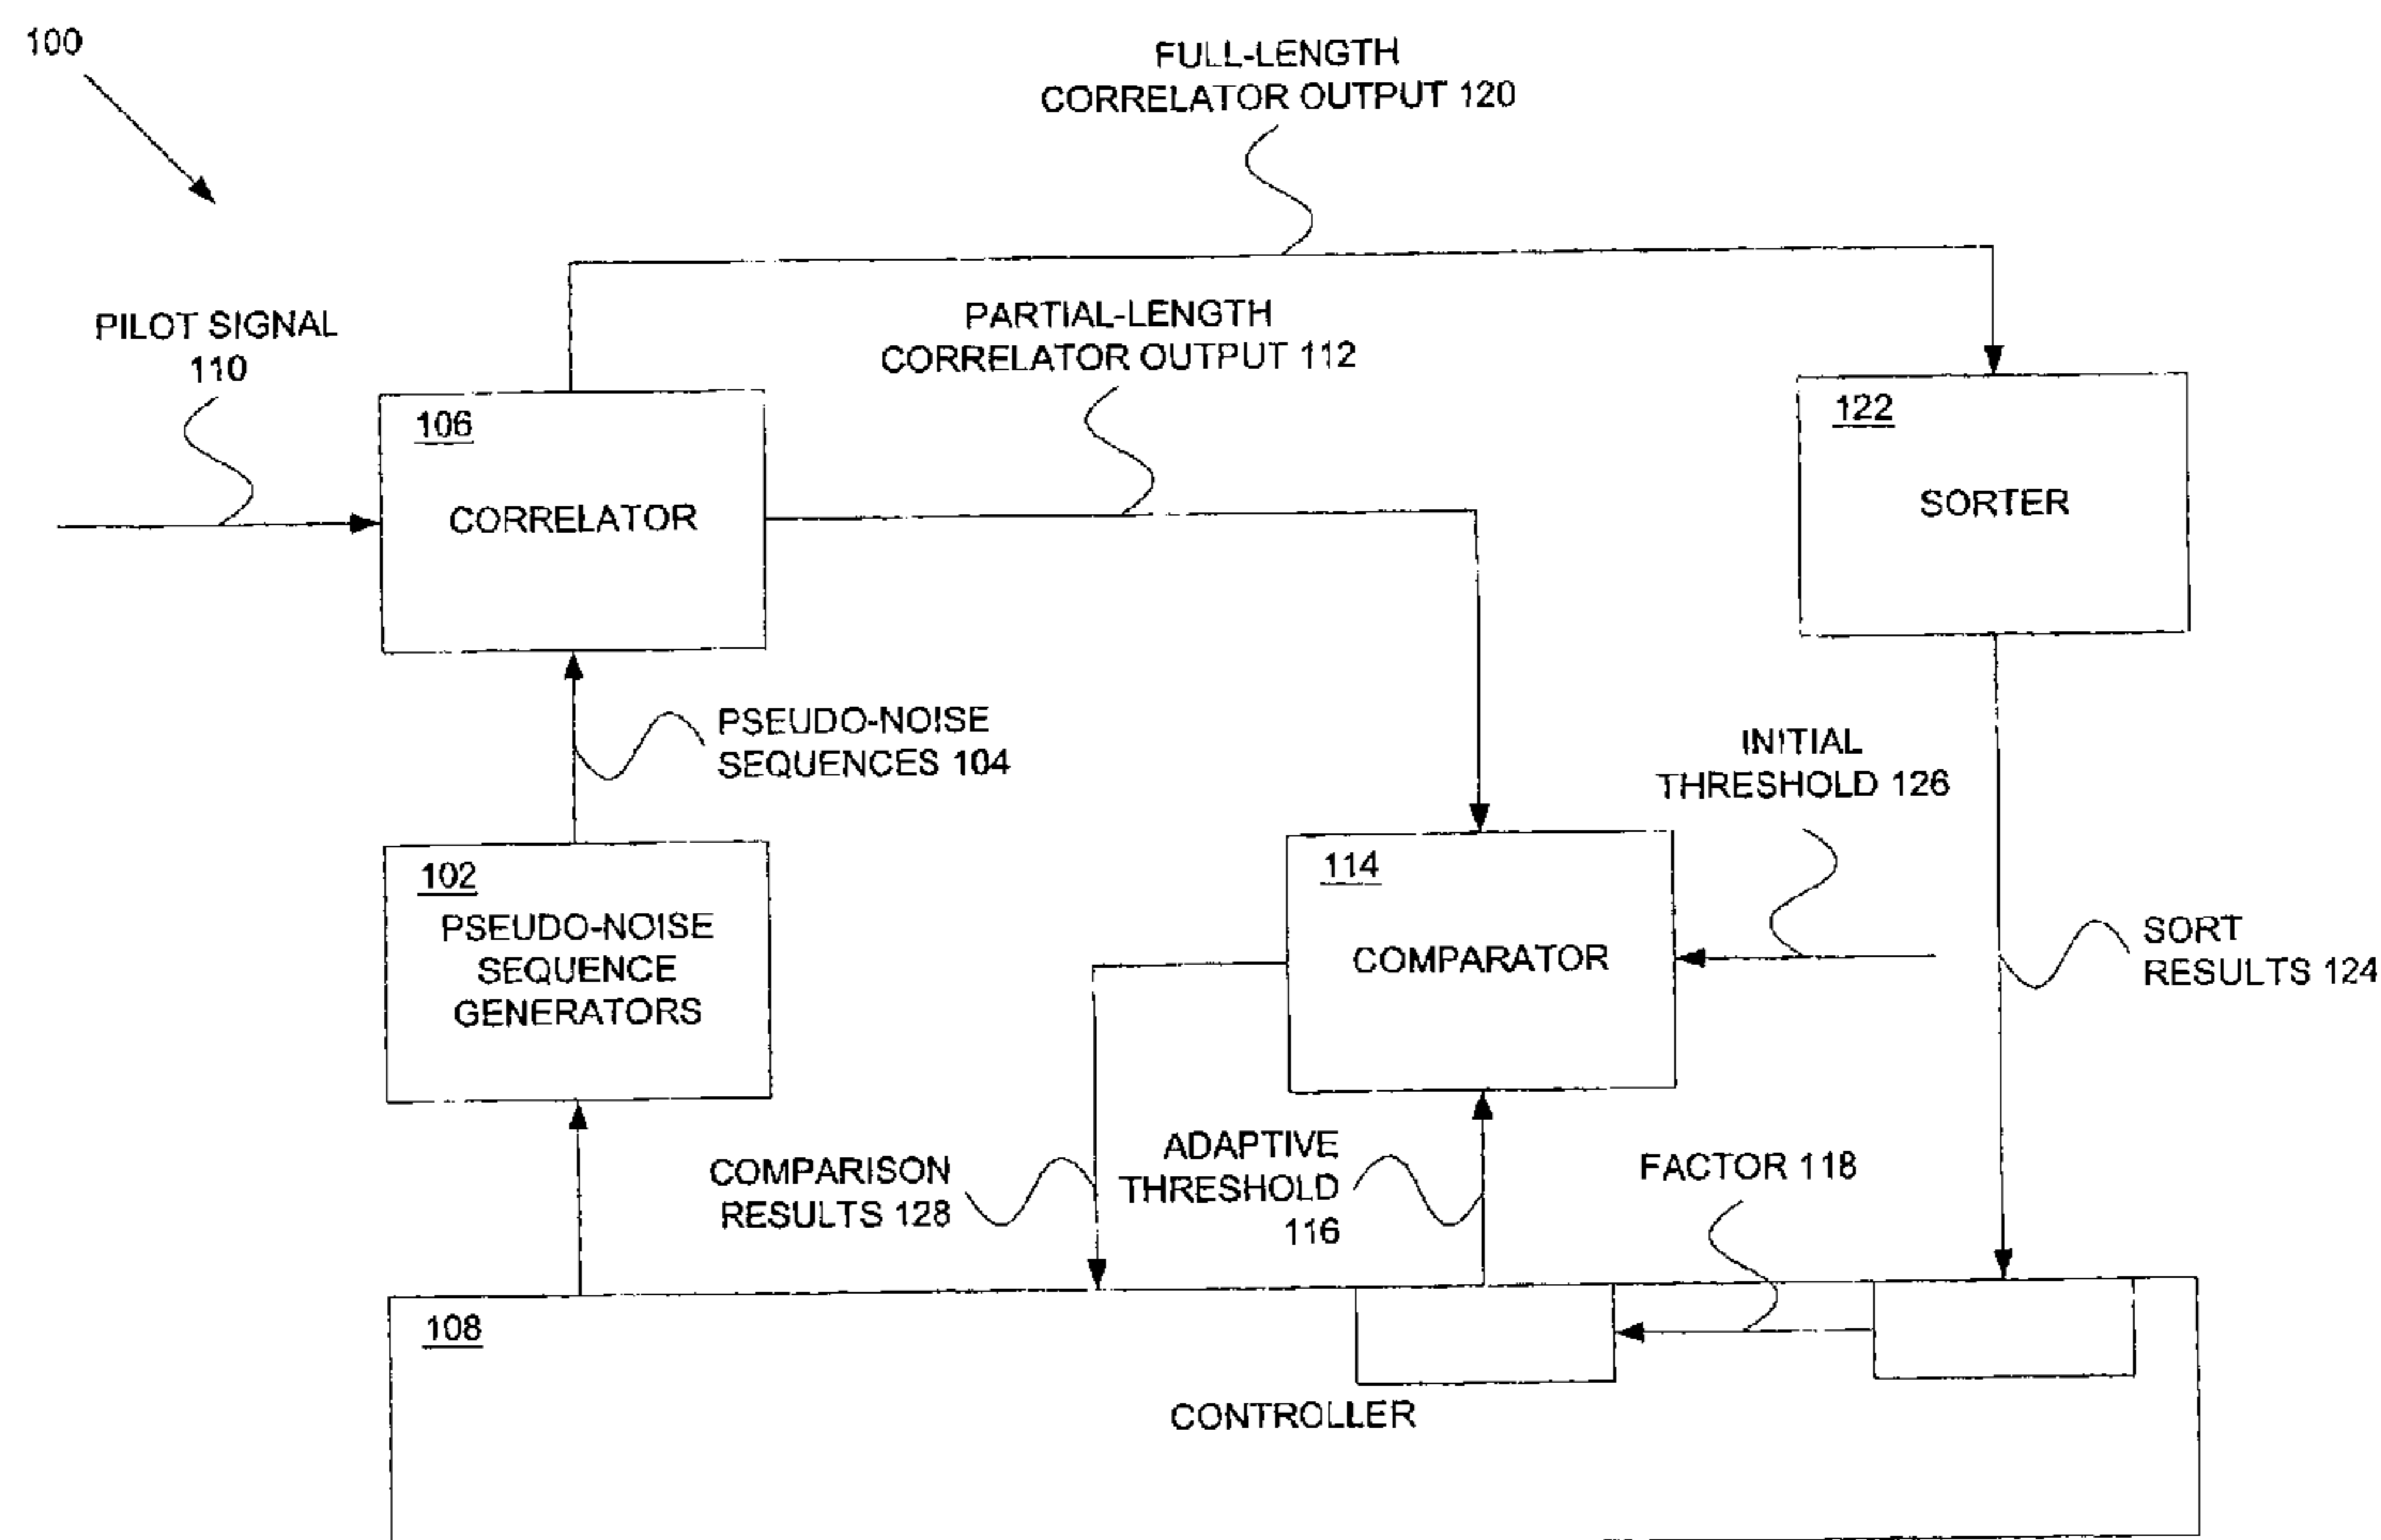 100
FULL-LENGTH
CORRELATOR OUTPUT 120
PILOT SIGNAL
110
PARTIAL-LENGTH
CORRELATOR OUTPUT 112
106
CORRELATOR
122
SORTER
PSEUDO-NOISE
SEQUENCES 104
INITIAL
THRESHOLD 126
102
PSEUDO-NOISE
SEQUENCE
GENERATORS
114
COMPARATOR
SORT
RESULTS 124
COMPARISON
RESULTS 128
ADAPTIVE
THRESHOLD
116
FACTOR 118
108
CONTROLLER